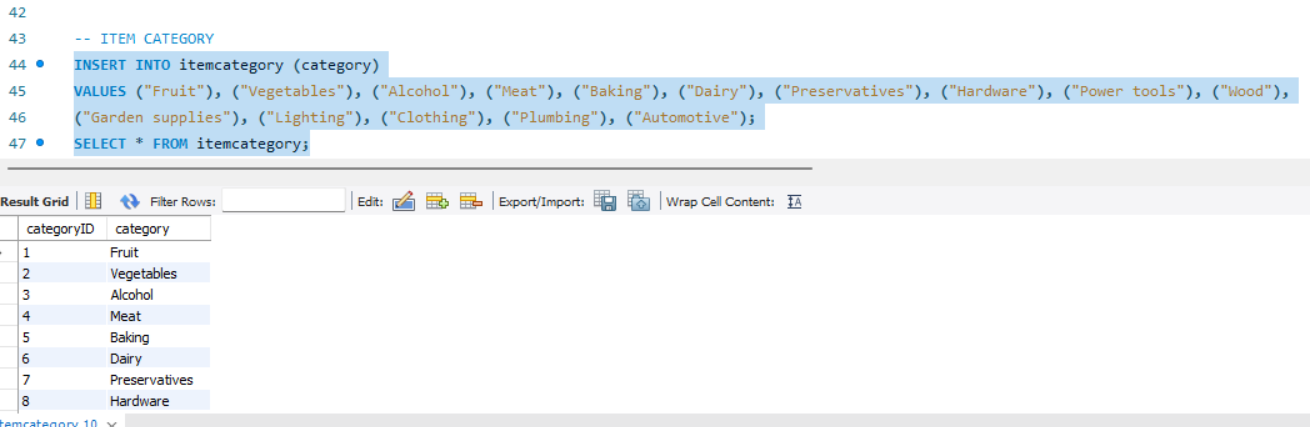 42
43 -- ITEM CATEGORY
44 INSERT INTO itemcategory (category)
45 VALUES ("Fruit"), ("Vegetables"), ("Alcohol"), ("Meat"), ("Baking"), ("Dairy"), ("Preservatives"), ("Hardware"), ("Power tools"), ("Wood"),
46 ("Garden supplies"), ("Lighting"), ("Clothing"), ("Plumbing"), ("Automotive");
47 SELECT * FROM itemcategory;
Result Grid Filter Rows: Edit: Export/Import: Wrap Cell Content: IA
categoryID category
1 Fruit
2 Vegetables
3 Alcohol
4 Meat
5 Baking
6 Dairy
7 Preservatives
8 Hardware
temcategory 10